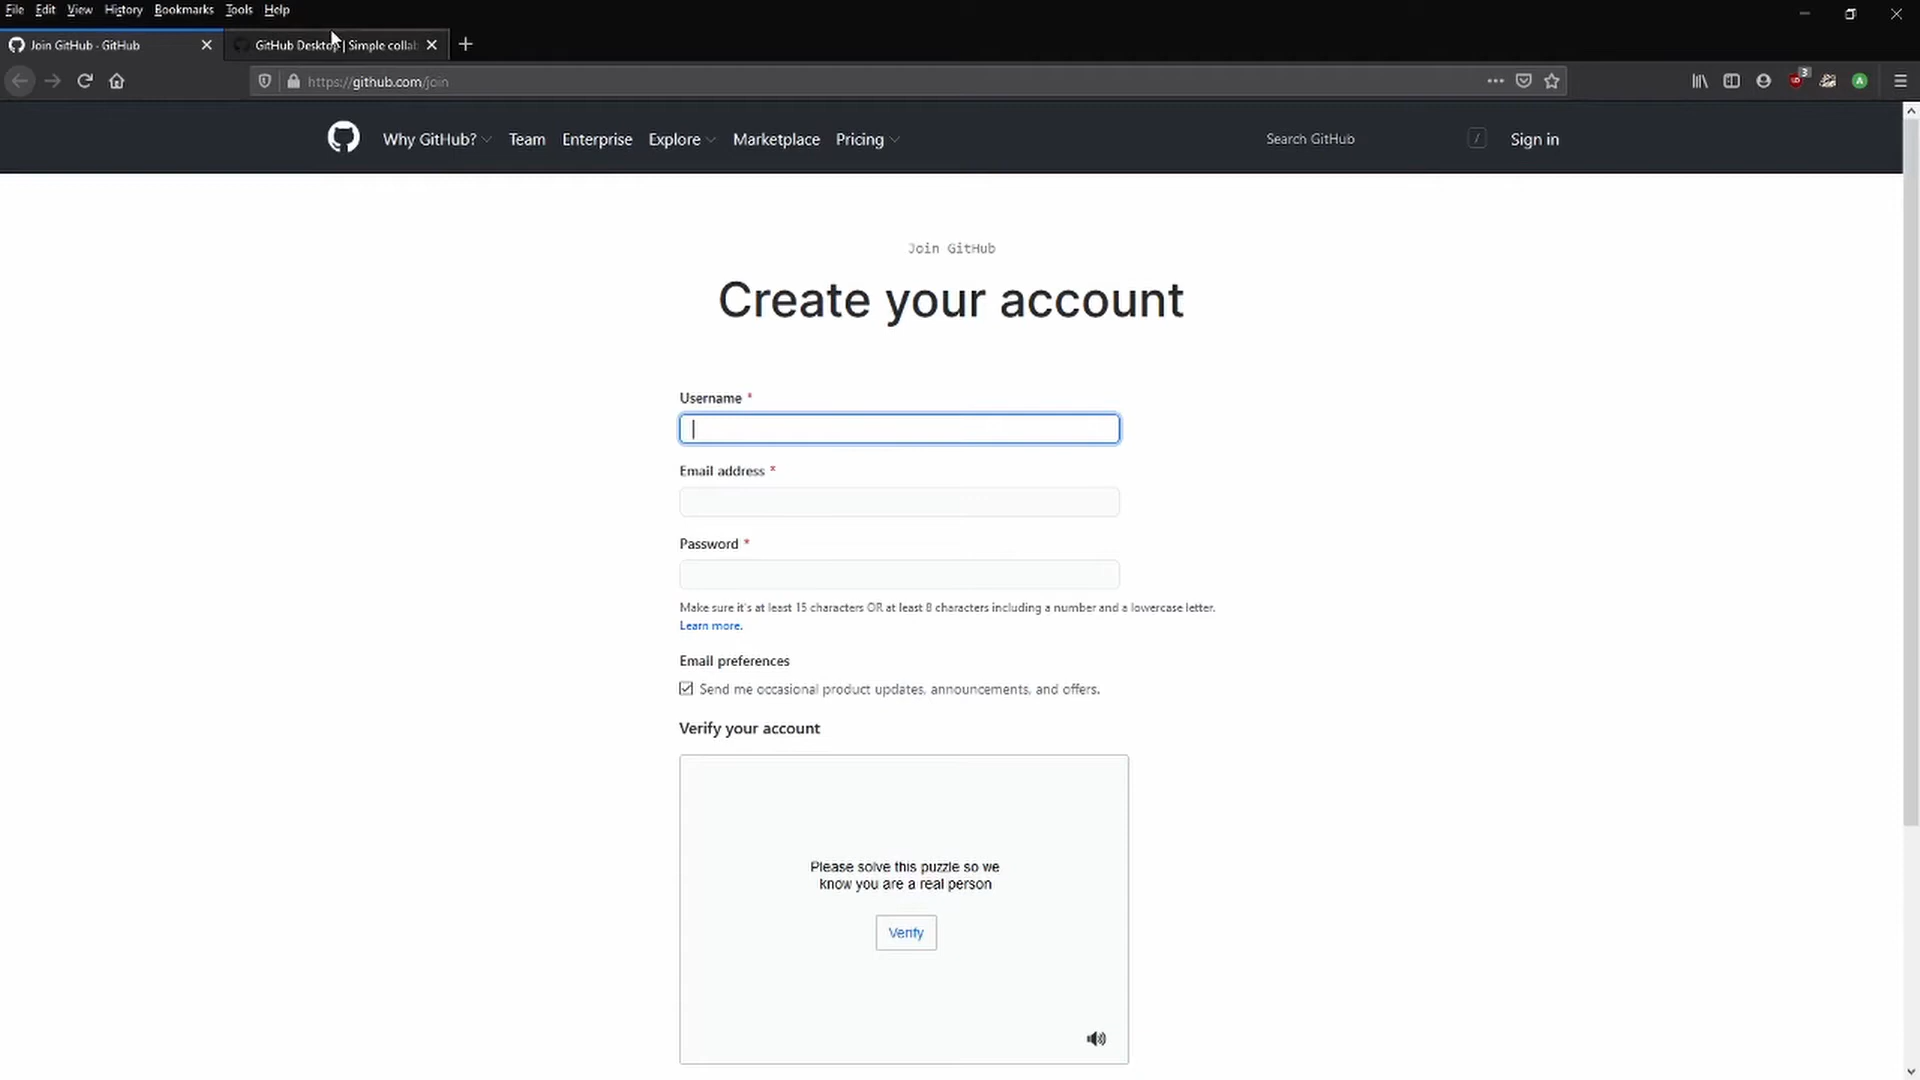 File Edit View History Bookmarks Tools Help
Join GitHub - GitHub
GitHub Desktop | Simple collab
https://github.com/join
3
A
Why GitHub? Team Enterprise Explore Marketplace Pricing
Search GitHub
/
Sign in
Join GitHub
Create your account
Username *
Email address *
Password *
Make sure it's at least 15 characters OR at least 8 characters including a number and a lowercase letter.
Learn more.
Email preferences
Send me occasional product updates, announcements, and offers.
Verify your account
Please solve this puzzle so we
know you are a real person
Verify